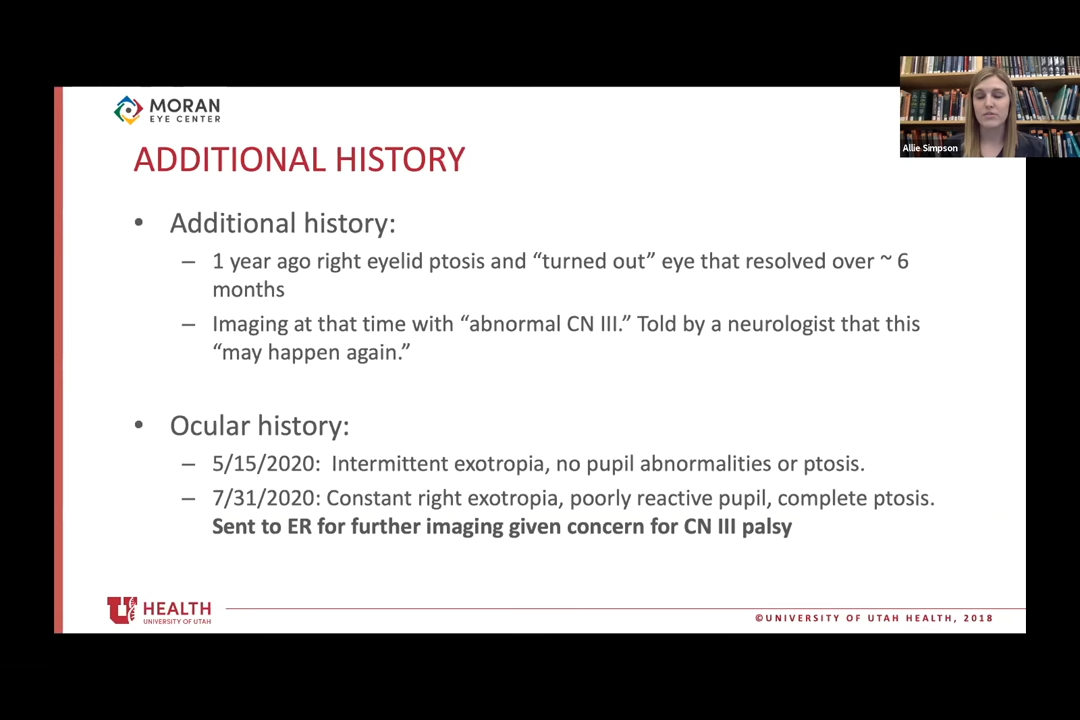 MORAN
EYE CENTER
Allie Simpson
ADDITIONAL HISTORY
• Additional history:
– 1 year ago right eyelid ptosis and “turned out” eye that resolved over ~ 6
months
– Imaging at that time with “abnormal CN III.” Told by a neurologist that this
“may happen again.”
• Ocular history:
– 5/15/2020: Intermittent exotropia, no pupil abnormalities or ptosis.
– 7/31/2020: Constant right exotropia, poorly reactive pupil, complete ptosis.
Sent to ER for further imaging given concern for CN III palsy
U HEALTH
UNIVERSITY OF UTAH
©UNIVERSITY OF UTAH HEALTH, 2018